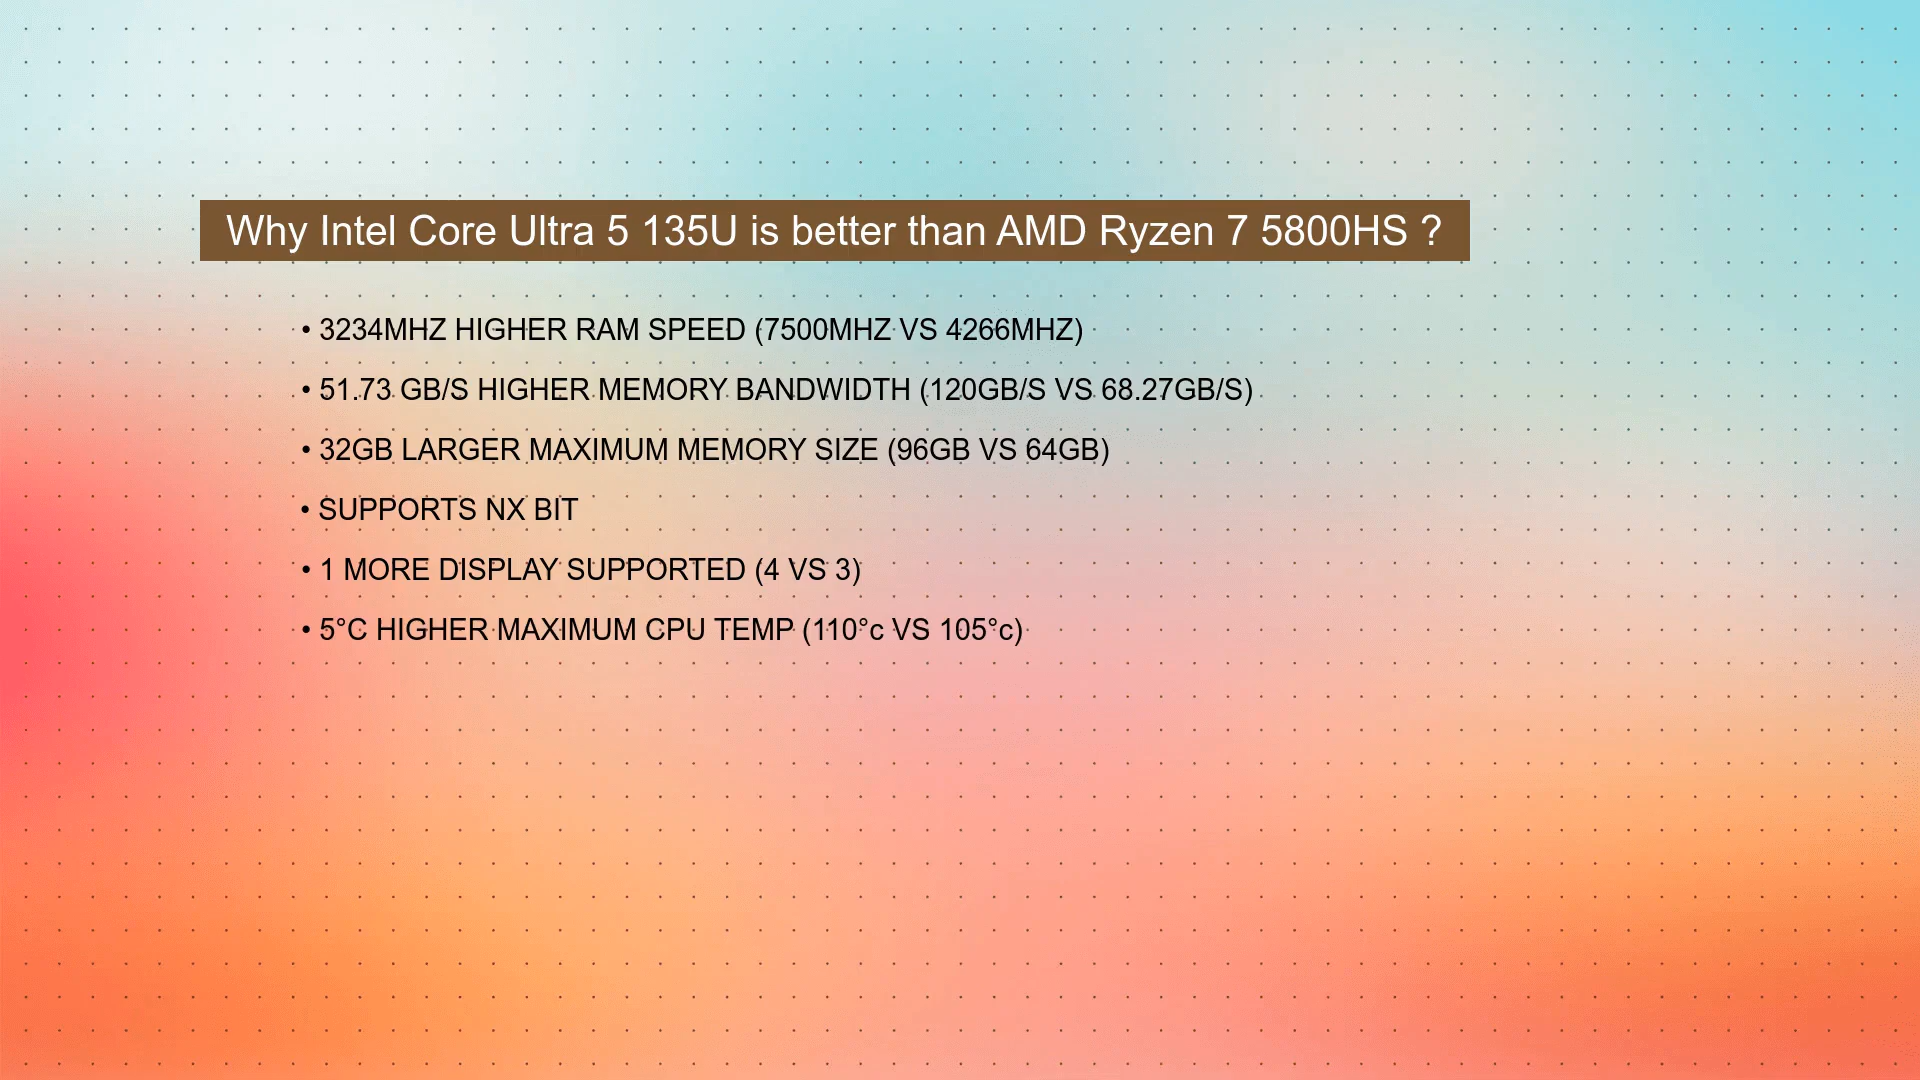 Why Intel Core Ultra 5 135U is better than AMD Ryzen 7 5800HS ?
• 3234MHZ HIGHER RAM SPEED (7500MHZ VS 4266MHZ)
• 51.73 GB/S HIGHER MEMORY BANDWIDTH (120GB/S VS 68.27GB/S)
• 32GB LARGER MAXIMUM MEMORY SIZE (96GB VS 64GB)
• SUPPORTS NX BIT
• 1 MORE DISPLAY SUPPORTED (4 VS 3)
• 5°C HIGHER MAXIMUM CPU TEMP (110°c VS 105°c)